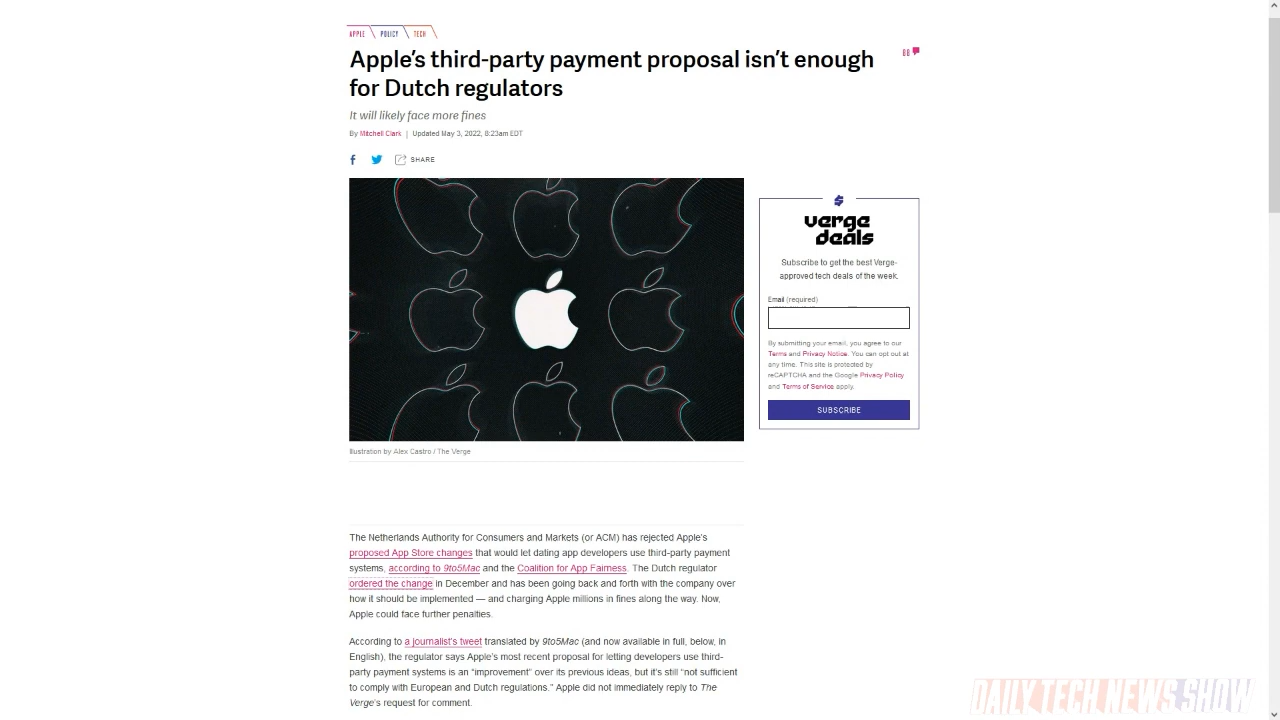 APPLE POLICY TECH
Apple's third-party payment proposal isn't enough
for Dutch regulators
88
It will likely face more fines
By Mitchell Clark | Updated May 3, 2022, 8:23am EDT
SHARE
verge
deals
Subscribe to get the best Verge-
approved tech deals of the week.
Email (required)
By submitting your email, you agree to our
Terms and Privacy Notice. You can opt out at
any time. This site is protected by
reCAPTCHA and the Google Privacy Policy
and Terms of Service apply.
SUBSCRIBE
Illustration by Alex Castro / The Verge
The Netherlands Authority for Consumers and Markets (or ACM) has rejected Apple's
proposed App Store changes that would let dating app developers use third-party payment
systems, according to 9to5Mac and the Coalition for App Fairness. The Dutch regulator
ordered the change in December and has been going back and forth with the company over
how it should be implemented — and charging Apple millions in fines along the way. Now,
Apple could face further penalties.
According to a journalist's tweet translated by 9to5Mac (and now available in full, below, in
English), the regulator says Apple's most recent proposal for letting developers use third-
party payment systems is an “improvement” over its previous ideas, but it's still “not sufficient
to comply with European and Dutch regulations.” Apple did not immediately reply to The
Verge's request for comment.
DAILY TECH NEWS SHOW